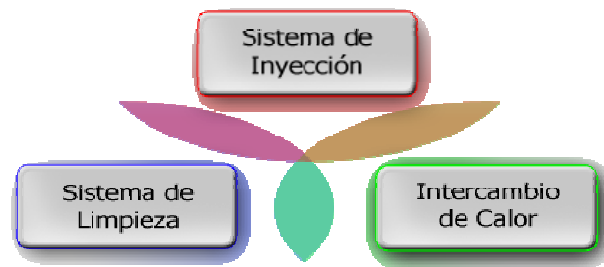 Sistema de
Inyección
Sistema de
Limpieza
Intercambio
de Calor